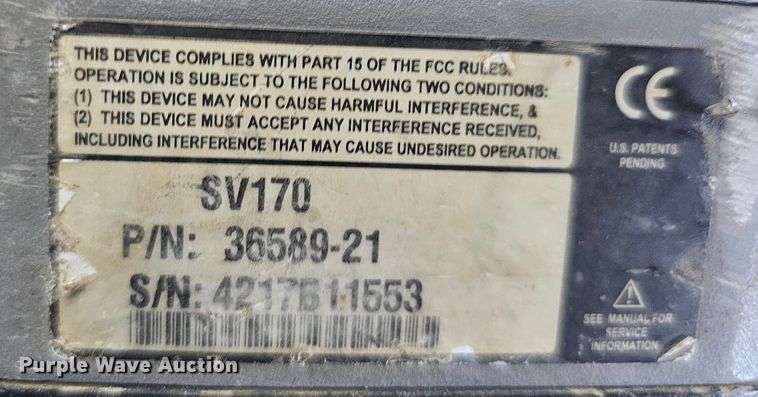 THIS DEVICE COMPLIES WITH PART 15 OF THE FCC RULES.
OPERATION IS SUBJECT TO THE FOLLOWING TWO CONDITIONS:
(1) THIS DEVICE MAY NOT CAUSE HARMFUL INTERFERENCE, &
(2) THIS DEVICE MUST ACCEPT ANY INTERFERENCE RECEIVED,
INCLUDING INTERFERENCE THAT MAY CAUSE UNDESIRED OPERATION.
CE
U.S. PATENTS
PENDING
SV170
P/N: 36589-21
S/N: 4217B11553
SEE MANUAL FOR
SERVICE
INFORMATION
Purple Wave Auction